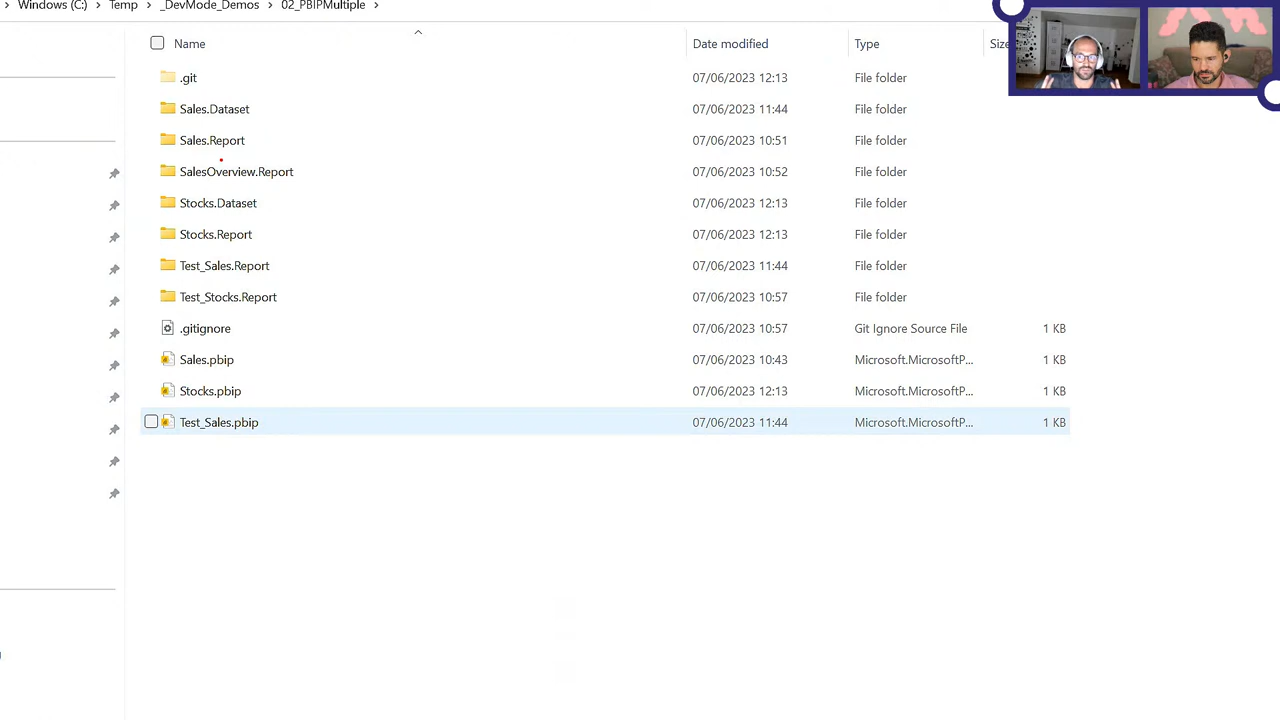 > Windows (C:) > Temp > _DevMode_Demos > 02_PBIPMultiple >
Name Date modified Type Size
.git 07/06/2023 12:13 File folder
Sales.Dataset 07/06/2023 11:44 File folder
Sales.Report 07/06/2023 10:51 File folder
SalesOverview.Report 07/06/2023 10:52 File folder
Stocks.Dataset 07/06/2023 12:13 File folder
Stocks.Report 07/06/2023 12:13 File folder
Test_Sales.Report 07/06/2023 11:44 File folder
Test_Stocks.Report 07/06/2023 10:57 File folder
.gitignore 07/06/2023 10:57 Git Ignore Source File 1 KB
Sales.pbip 07/06/2023 10:43 Microsoft.MicrosoftP... 1 KB
Stocks.pbip 07/06/2023 12:13 Microsoft.MicrosoftP... 1 KB
Test_Sales.pbip 07/06/2023 11:44 Microsoft.MicrosoftP... 1 KB